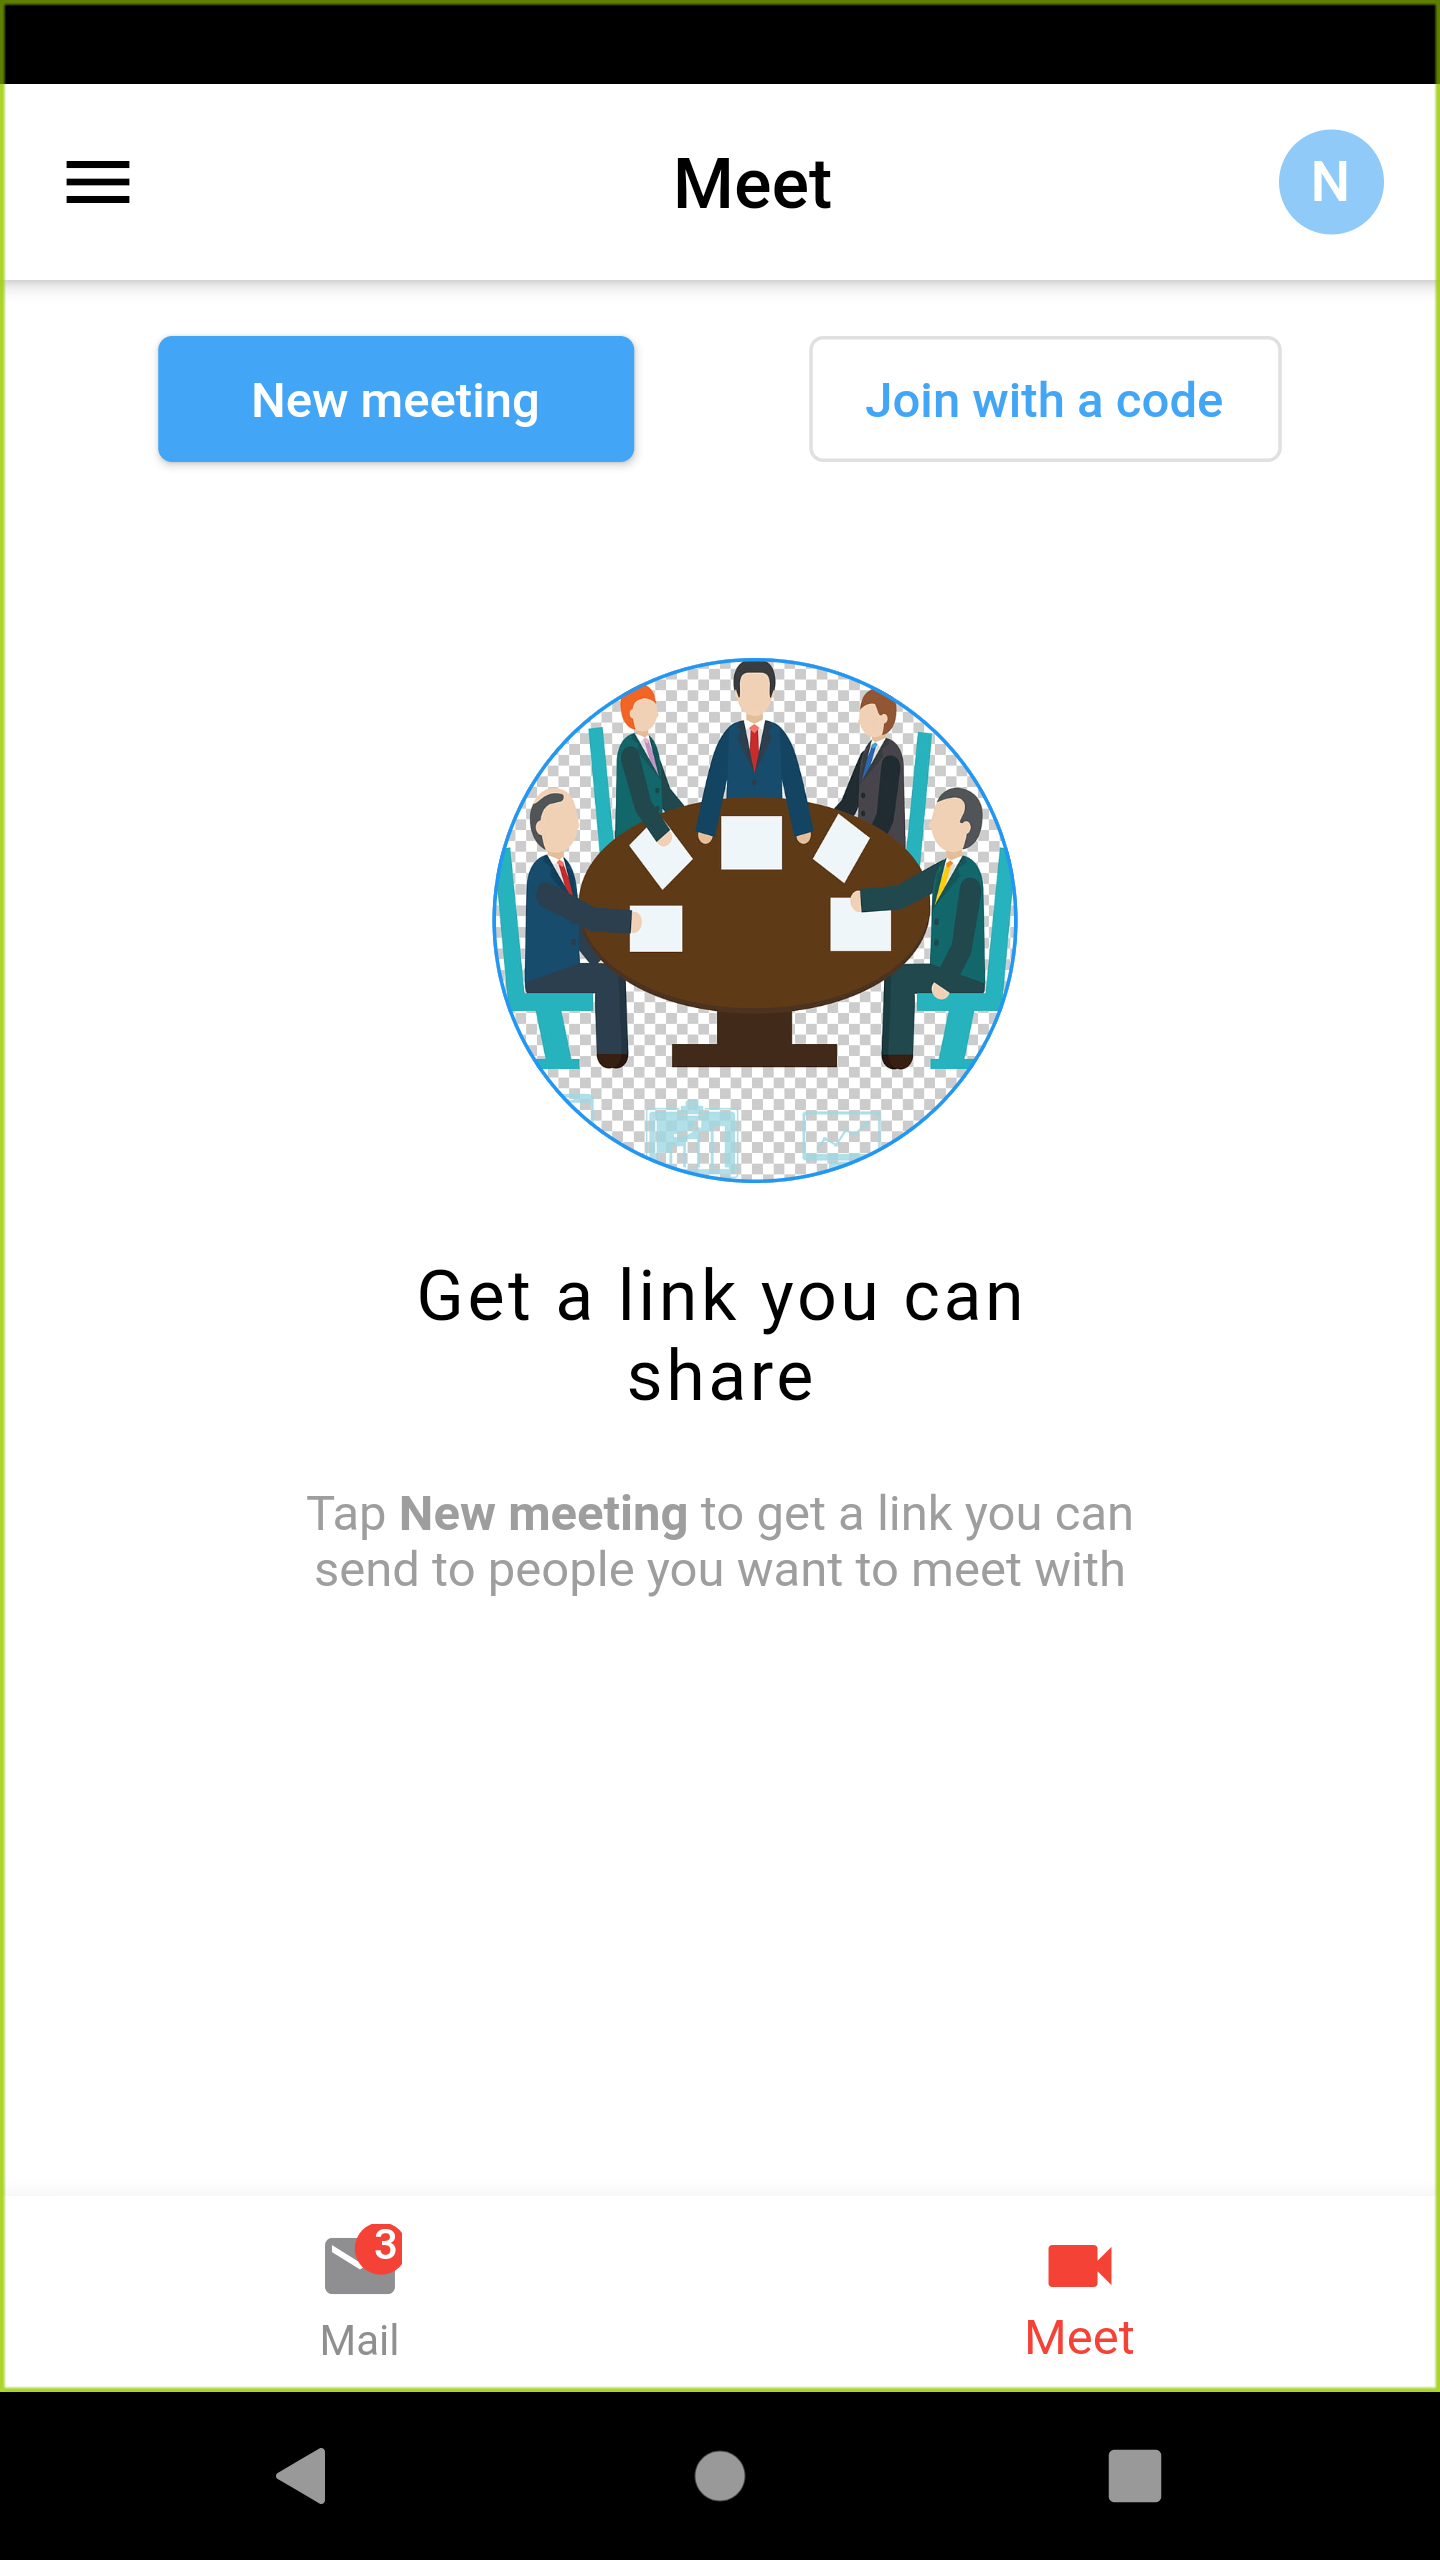 Meet
N
New meeting
Join with a code
Get a link you can
share
Tap New meeting to get a link you can
send to people you want to meet with
3
Mail
Meet